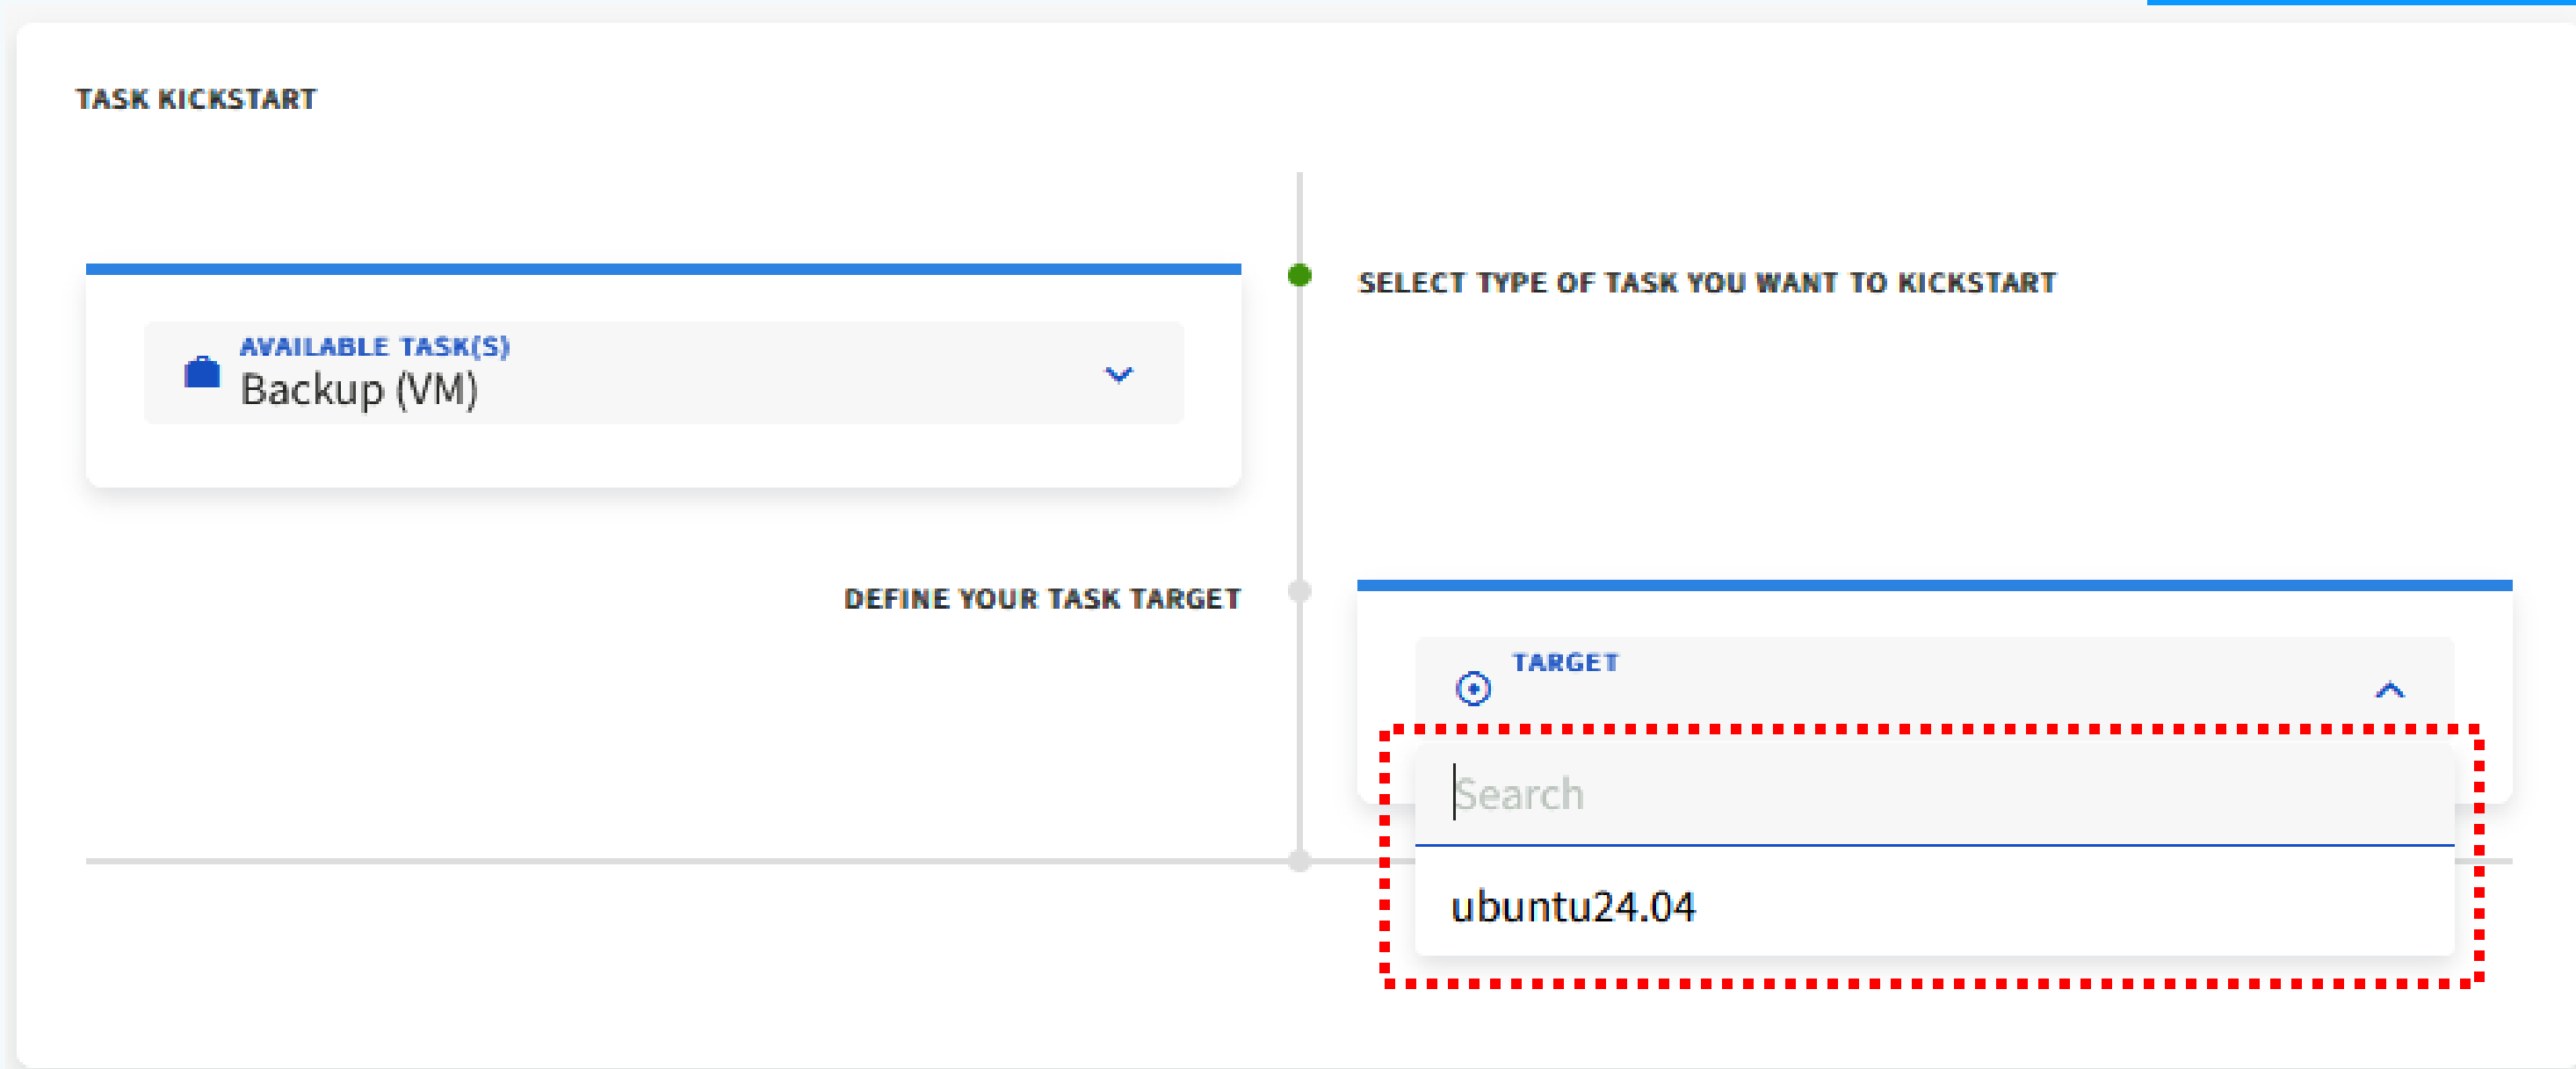 TASK KICKSTART
SELECT TYPE OF TASK YOU WANT TO KICKSTART
AVAILABLE TASK(S)
Backup (VM)
DEFINE YOUR TASK TARGET
TARGET
Search
ubuntu24.04